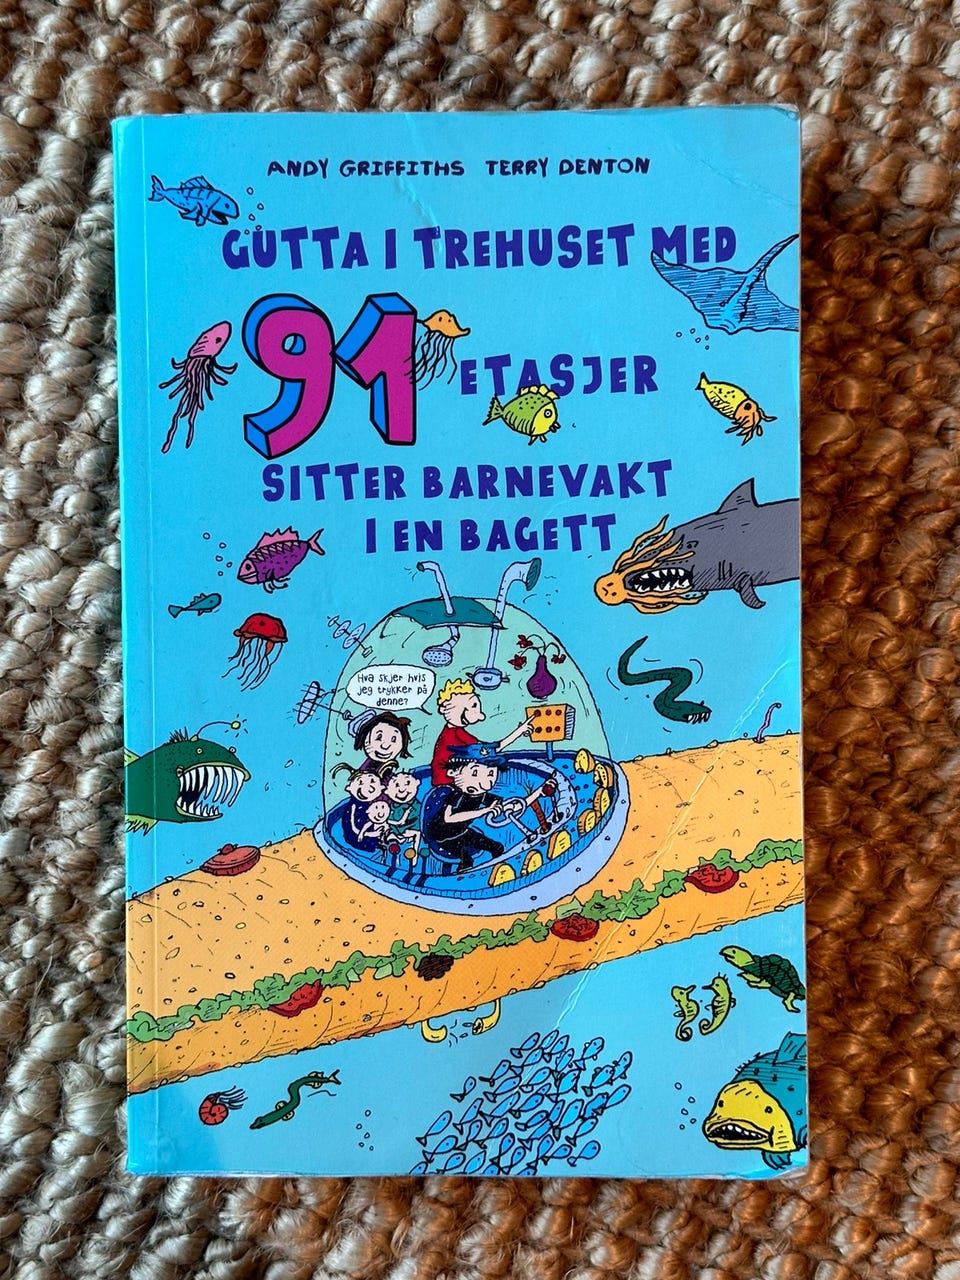 ANDY GRIFFITHS TERRY DENTON
GUTTA I TREHUSET MED
91 ETASJER
SITTER BARNEVAKT
I EN BAGETT
Hva skjer hvis
jeg trykker på
denne?